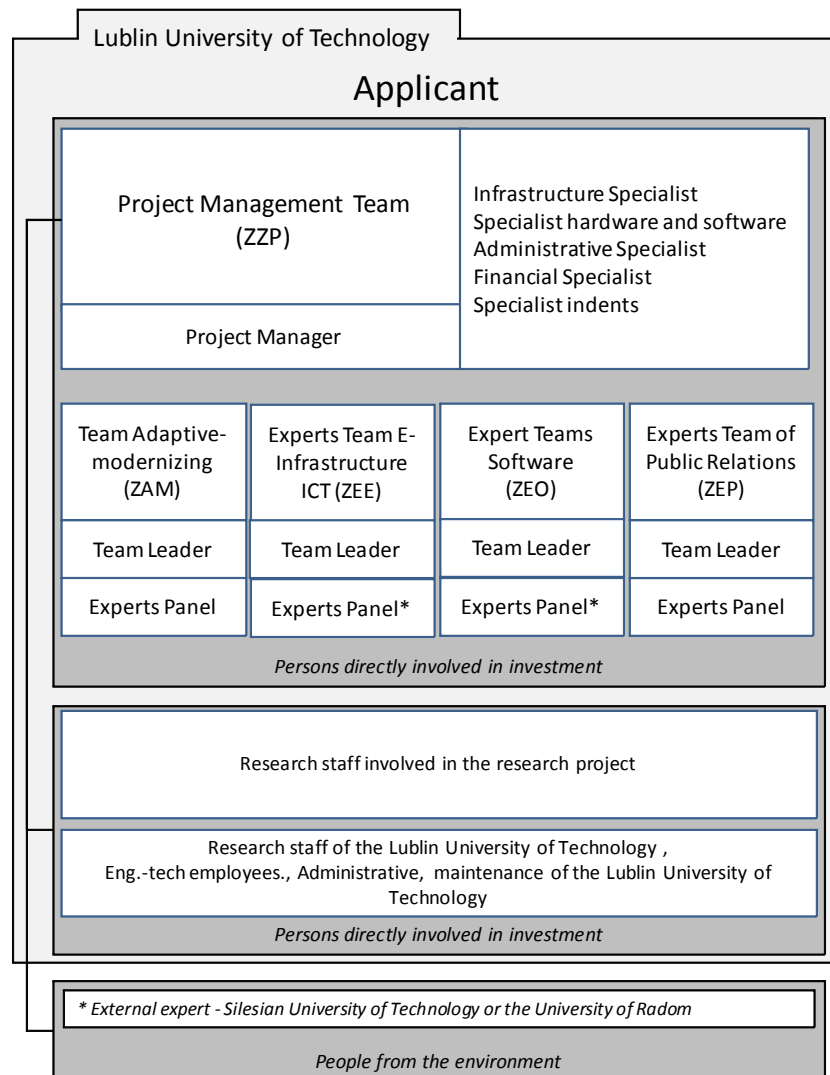 Lublin University of Technology
Applicant
Project Management Team
(ZZP)
Project Manager
Infrastructure Specialist
Specialist hardware and software
Administrative Specialist
Financial Specialist
Specialist indents
Team Adaptive-
modernizing
(ZAM)
Team Leader
Experts Panel
Experts Team E-
Infrastructure
ICT (ZEE)
Team Leader
Experts Panel*
Expert Teams
Software
(ZEO)
Team Leader
Experts Panel*
Experts Team of
Public Relations
(ZEP)
Team Leader
Experts Panel
Persons directly involved in investment
Research staff involved in the research project
Research staff of the Lublin University of Technology ,
Eng.-tech employees., Administrative, maintenance of the Lublin University of
Technology
Persons directly involved in investment
* External expert - Silesian University of Technology or the University of Radom
People from the environment